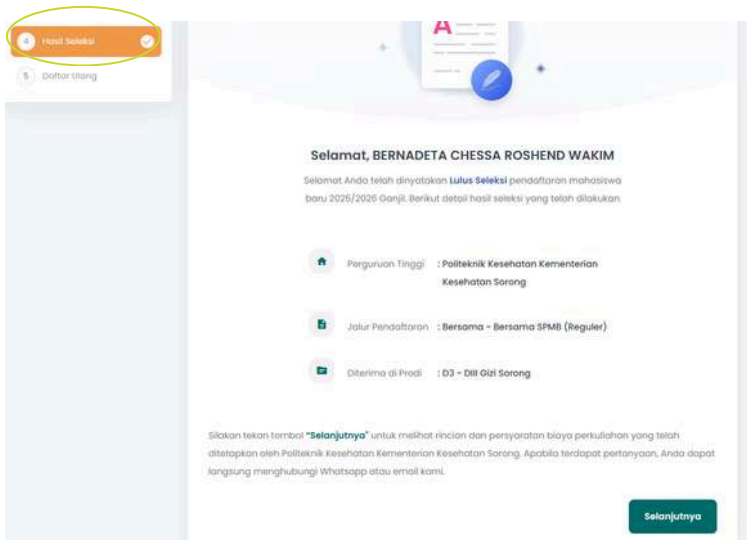 4 Hasil Seleksi
5 Daftar Ulang
A
Selamat, BERNADETA CHESSA ROSHEND WAKIM
Selamat Anda telah dinyatakan Lulus Seleksi pendaftaran mahasiswa
baru 2025/2026 Ganjil. Berikut detail hasil seleksi yang telah dilakukan
Perguruan Tinggi : Politeknik Kesehatan Kementerian
Kesehatan Sorong
Jalur Pendaftaran : Bersama - Bersama SPMB (Reguler)
Diterima di Prodi : D3 - DIII Gizi Sorong
Silakan tekan tombol "Selanjutnya" untuk melihat rincian dan persyaratan biaya perkuliahan yang telah
ditetapkan oleh Politeknik Kesehatan Kementerian Kesehatan Sorong. Apabila terdapat pertanyaan, Anda dapat
langsung menghubungi Whatsapp atau email kami.
Selanjutnya